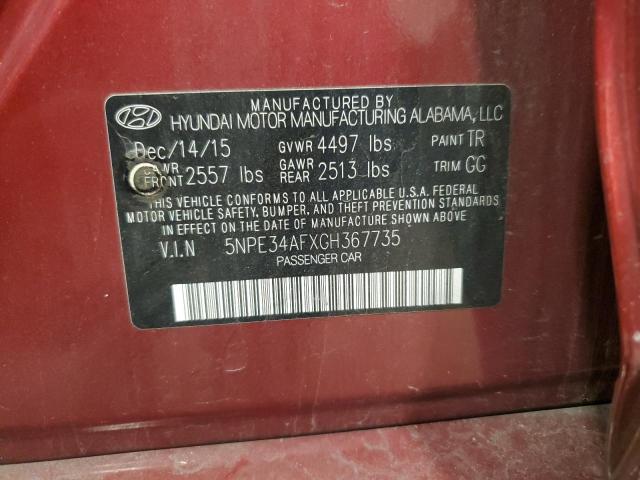 MANUFACTURED BY
HYUNDAI MOTOR MANUFACTURING ALABAMA, LLC
Dec/14/15 GVWR 4497 lbs PAINT TR
GAWR FRONT 2557 lbs GAWR REAR 2513 lbs TRIM GG
THIS VEHICLE CONFORMS TO ALL APPLICABLE U.S.A. FEDERAL
MOTOR VEHICLE SAFETY, BUMPER, AND THEFT PREVENTION STANDARDS
IN EFFECT ON THE DATE OF MANUFACTURE SHOWN ABOVE.
V.I.N 5NPE34AFXGH367735
PASSENGER CAR